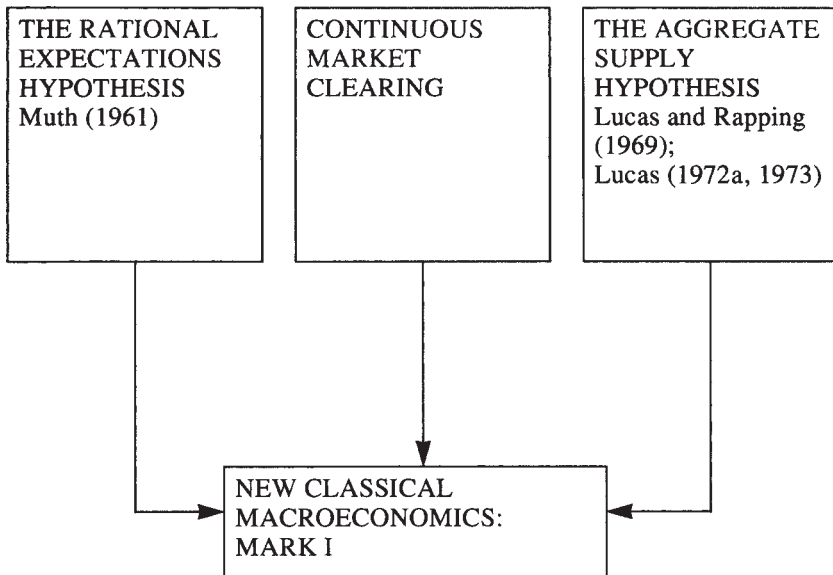 THE RATIONAL
EXPECTATIONS
HYPOTHESIS
Muth (1961)
CONTINUOUS
MARKET
CLEARING
THE AGGREGATE
SUPPLY
HYPOTHESIS
Lucas and Rapping
(1969);
Lucas (1972a, 1973)
NEW CLASSICAL
MACROECONOMICS:
MARK I